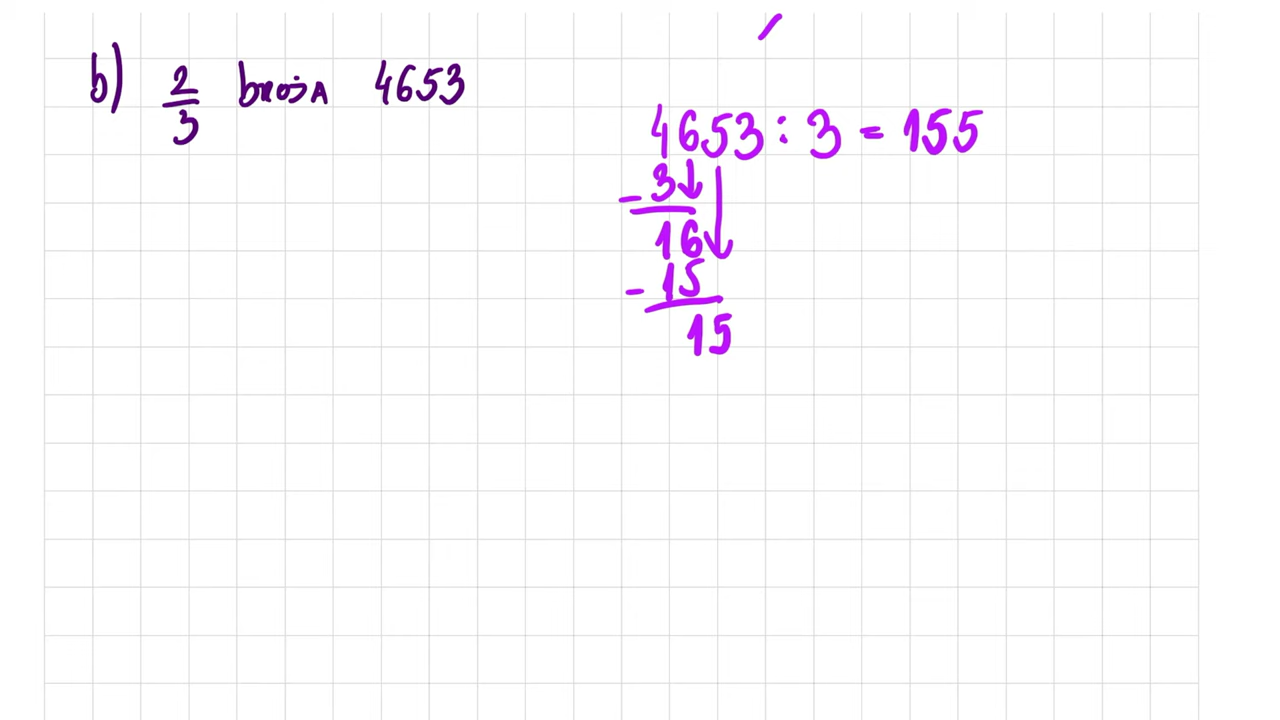 b) 2/3 broja 4653
4653 : 3 = 155
- 3
16
- 15
15